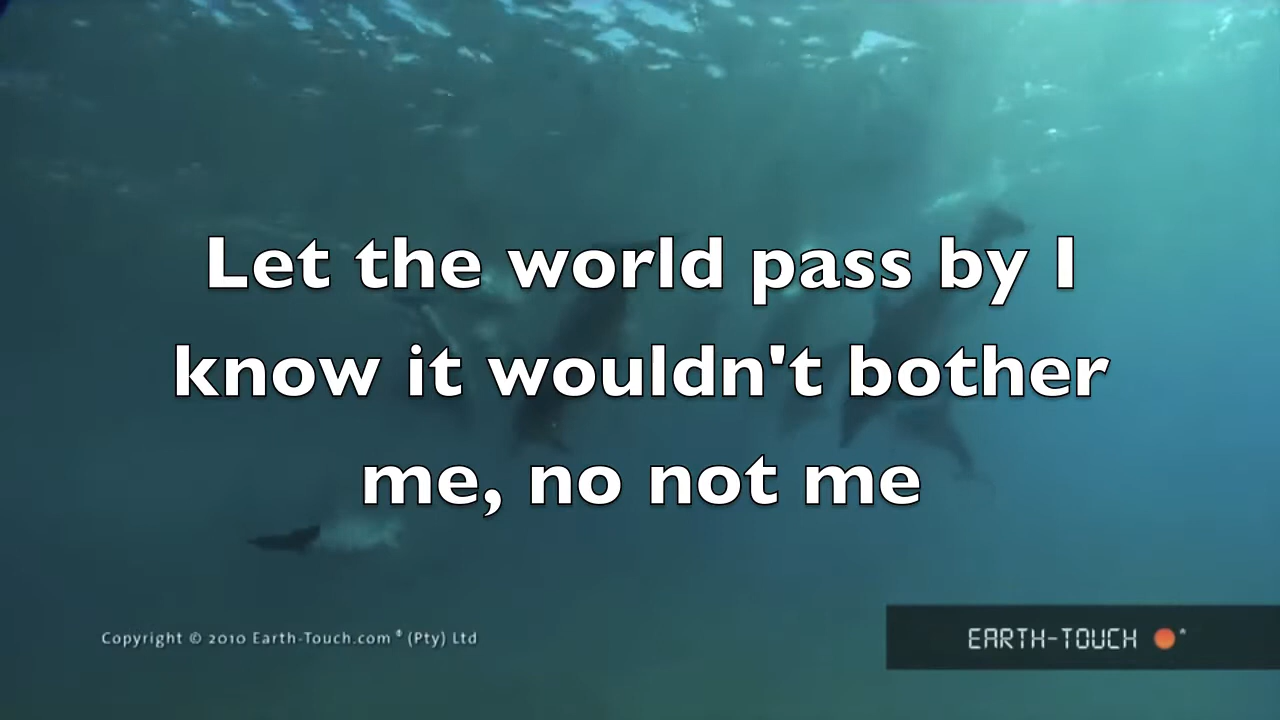 Let the world pass by I
know it wouldn't bother
me, no not me
Copyright © 2010 Earth-Touch.com ® (Pty) Ltd
EARTH-TOUCH